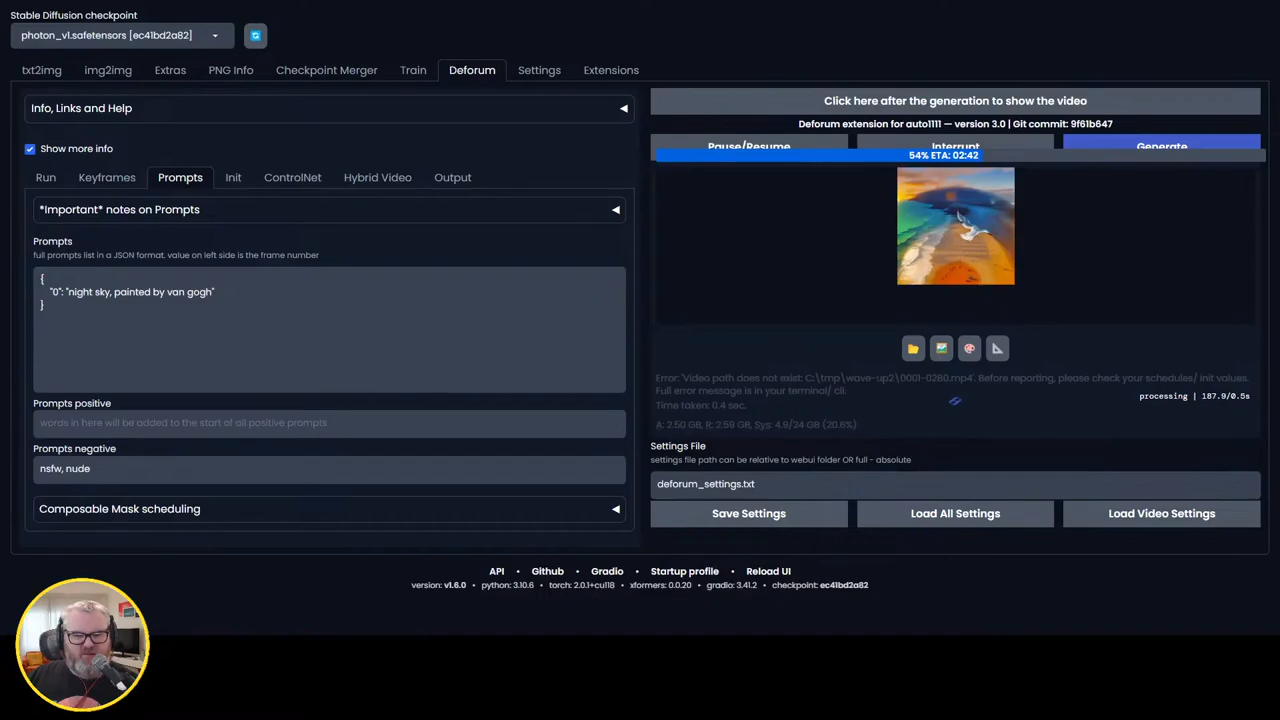 Stable Diffusion checkpoint
photon_v1.safetensors [ec41bd2a82]
txt2img img2img Extras PNG Info Checkpoint Merger Train Deforum Settings Extensions
Info, Links and Help
Show more info
Run Keyframes Prompts Init ControlNet Hybrid Video Output
*Important* notes on Prompts
Prompts
full prompts list in a JSON format. value on left side is the frame number
{
"0": "night sky, painted by van gogh"
}
Prompts positive
words in here will be added to the start of all positive prompts
Prompts negative
nsfw, nude
Composable Mask scheduling
Click here after the generation to show the video
Deforum extension for auto1111 — version 3.0 | Git commit: 9f61b647
Pause/Resume Interrupt Generate
54% ETA: 02:42
Error: 'Video path does not exist: C:\tmp\wave-up2\0001-0280.mp4'. Before reporting, please check your schedules/ init values.
Full error message is in your terminal/ cli.
processing | 187.9/0.5s
Time taken: 0.4 sec.
A: 2.50 GB, R: 2.59 GB, Sys: 4.9/24 GB (20.6%)
Settings File
settings file path can be relative to webui folder OR full - absolute
deforum_settings.txt
Save Settings Load All Settings Load Video Settings
API • Github • Gradio • Startup profile • Reload UI
version: v1.6.0 • python: 3.10.6 • torch: 2.0.1+cu118 • xformers: 0.0.20 • gradio: 3.41.2 • checkpoint: ec41bd2a82